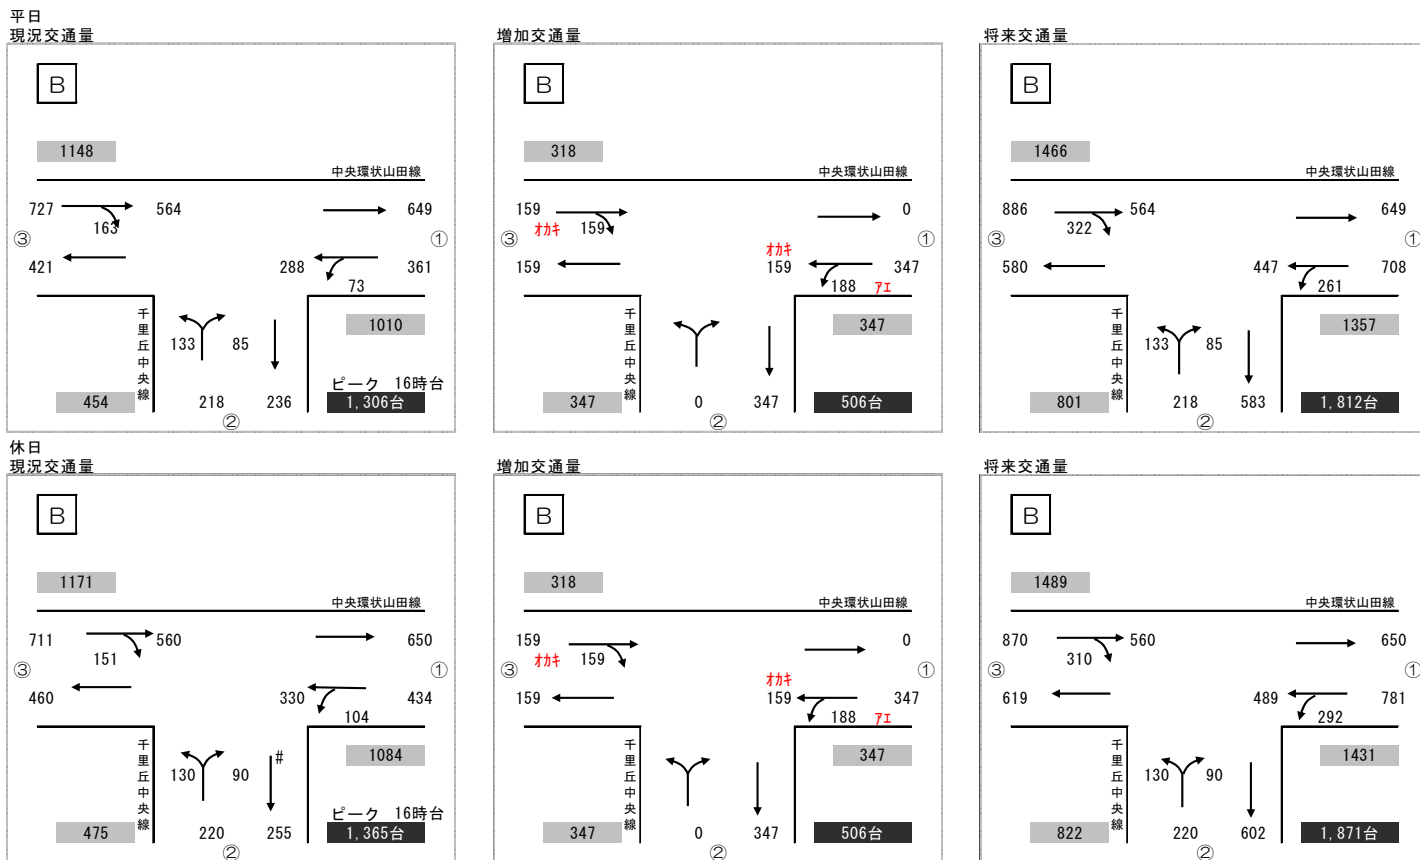 平日
現況交通量
B
1148
中央環状山田線
727 564 649
163
③ ①
421 288 361
73
千里丘中央線
1010
133 85
ピーク 16時台
454 218 236 1,306台
②
増加交通量
B
318
中央環状山田線
159 0
オカキ 159
③ ①
オカキ
159 159 347
188 アエ
千里丘中央線
347
347 0 347 506台
②
将来交通量
B
1466
中央環状山田線
886 564 649
322
③ ①
580 447 708
261
千里丘中央線
1357
133 85
801 218 583 1,812台
②
休日
現況交通量
B
1171
中央環状山田線
711 560 650
151
③ ①
460 330 434
104
千里丘中央線
1084
#
130 90
ピーク 16時台
475 220 255 1,365台
②
増加交通量
B
318
中央環状山田線
159 0
オカキ 159
③ ①
オカキ
159 159 347
188 アエ
千里丘中央線
347
347 0 347 506台
②
将来交通量
B
1489
中央環状山田線
870 560 650
310
③ ①
619 489 781
292
千里丘中央線
1431
130 90
822 220 602 1,871台
②